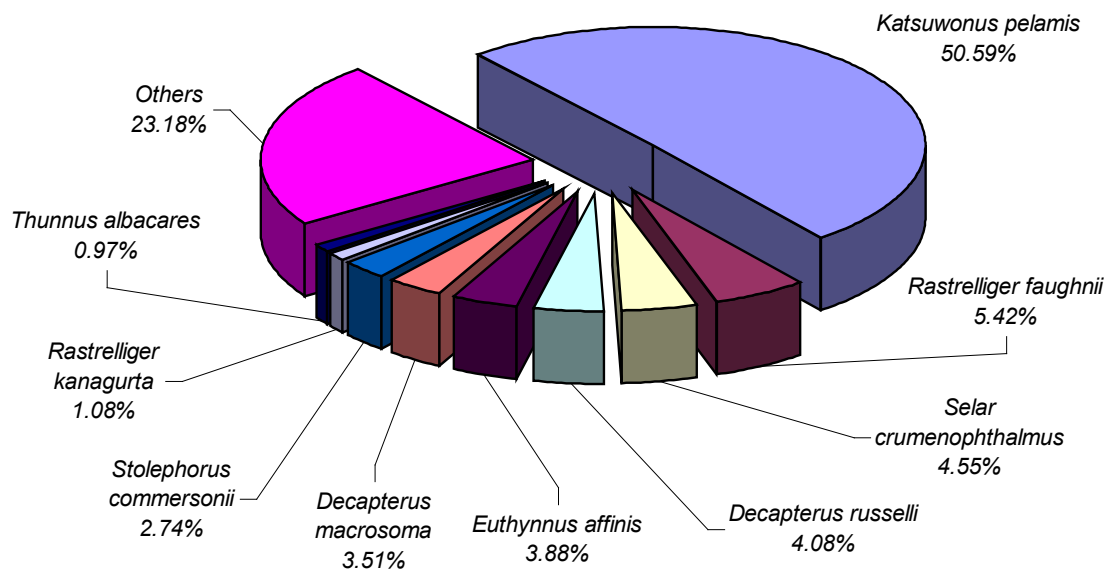 Katsuwonus pelamis
50.59%
Others
23.18%
Thunnus albacares
0.97%
Rastrelliger faughnii
5.42%
Rastrelliger
kanagurta
1.08%
Selar
crumenophthalmus
4.55%
Stolephorus
commersonii
2.74%
Decapterus
macrosoma
3.51%
Euthynnus affinis
3.88%
Decapterus russelli
4.08%